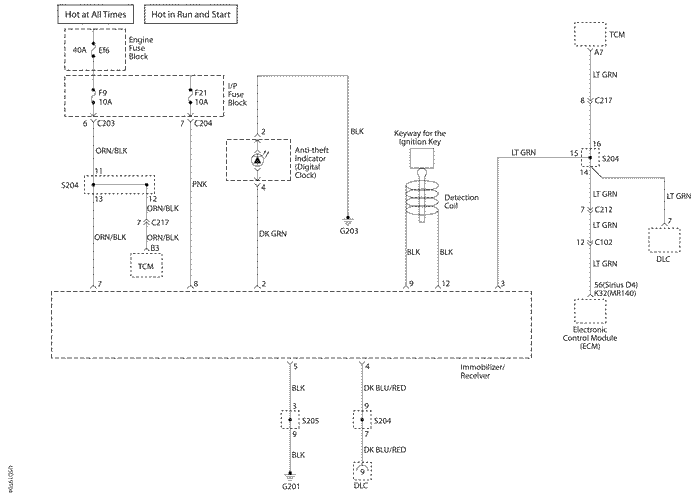 Hot at All Times
Hot in Run and Start
Engine
Fuse
Block
40A
Ef6
F9
10A
F21
10A
I/P
Fuse
Block
6
C203
7
C204
ORN/BLK
11
S204
13
12
ORN/BLK
7
C217
ORN/BLK
ORN/BLK
B3
TCM
PNK
2
Anti-theft
Indicator
(Digital
Clock)
4
DK GRN
BLK
G203
Keyway for the
Ignition Key
Detection
Coil
BLK
BLK
LT GRN
TCM
A7
LT GRN
8
C217
16
15
S204
14
LT GRN
LT GRN
7
C212
7
LT GRN
DLC
12
C102
LT GRN
56(Sirius D4)
K32(MR140)
Electronic
Control Module
(ECM)
7
8
2
9
12
3
Immobilizer/
Receiver
5
4
BLK
DK BLU/RED
3
S205
9
9
S204
7
BLK
DK BLU/RED
G201
9
DLC